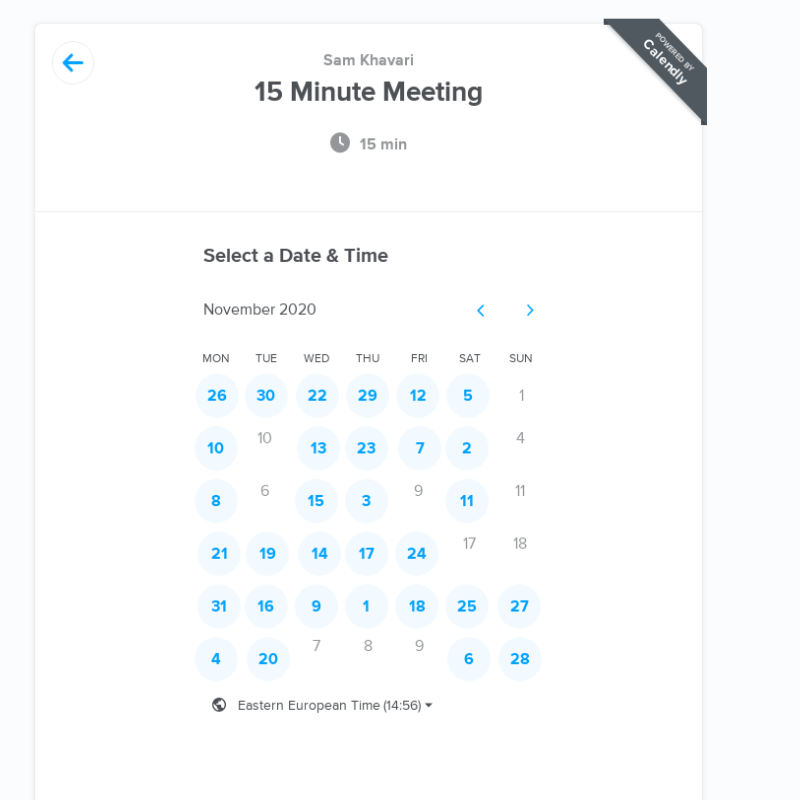 Sam Khavari
POWERED BY
Calendly
15 Minute Meeting
15 min
Select a Date & Time
November 2020
MON TUE WED THU FRI SAT SUN
26 30 22 29 12 5 1
10 10 13 23 7 2 4
8 6 15 3 9 11 11
21 19 14 17 24 17 18
31 16 9 1 18 25 27
4 20 7 8 9 6 28
Eastern European Time (14:56)